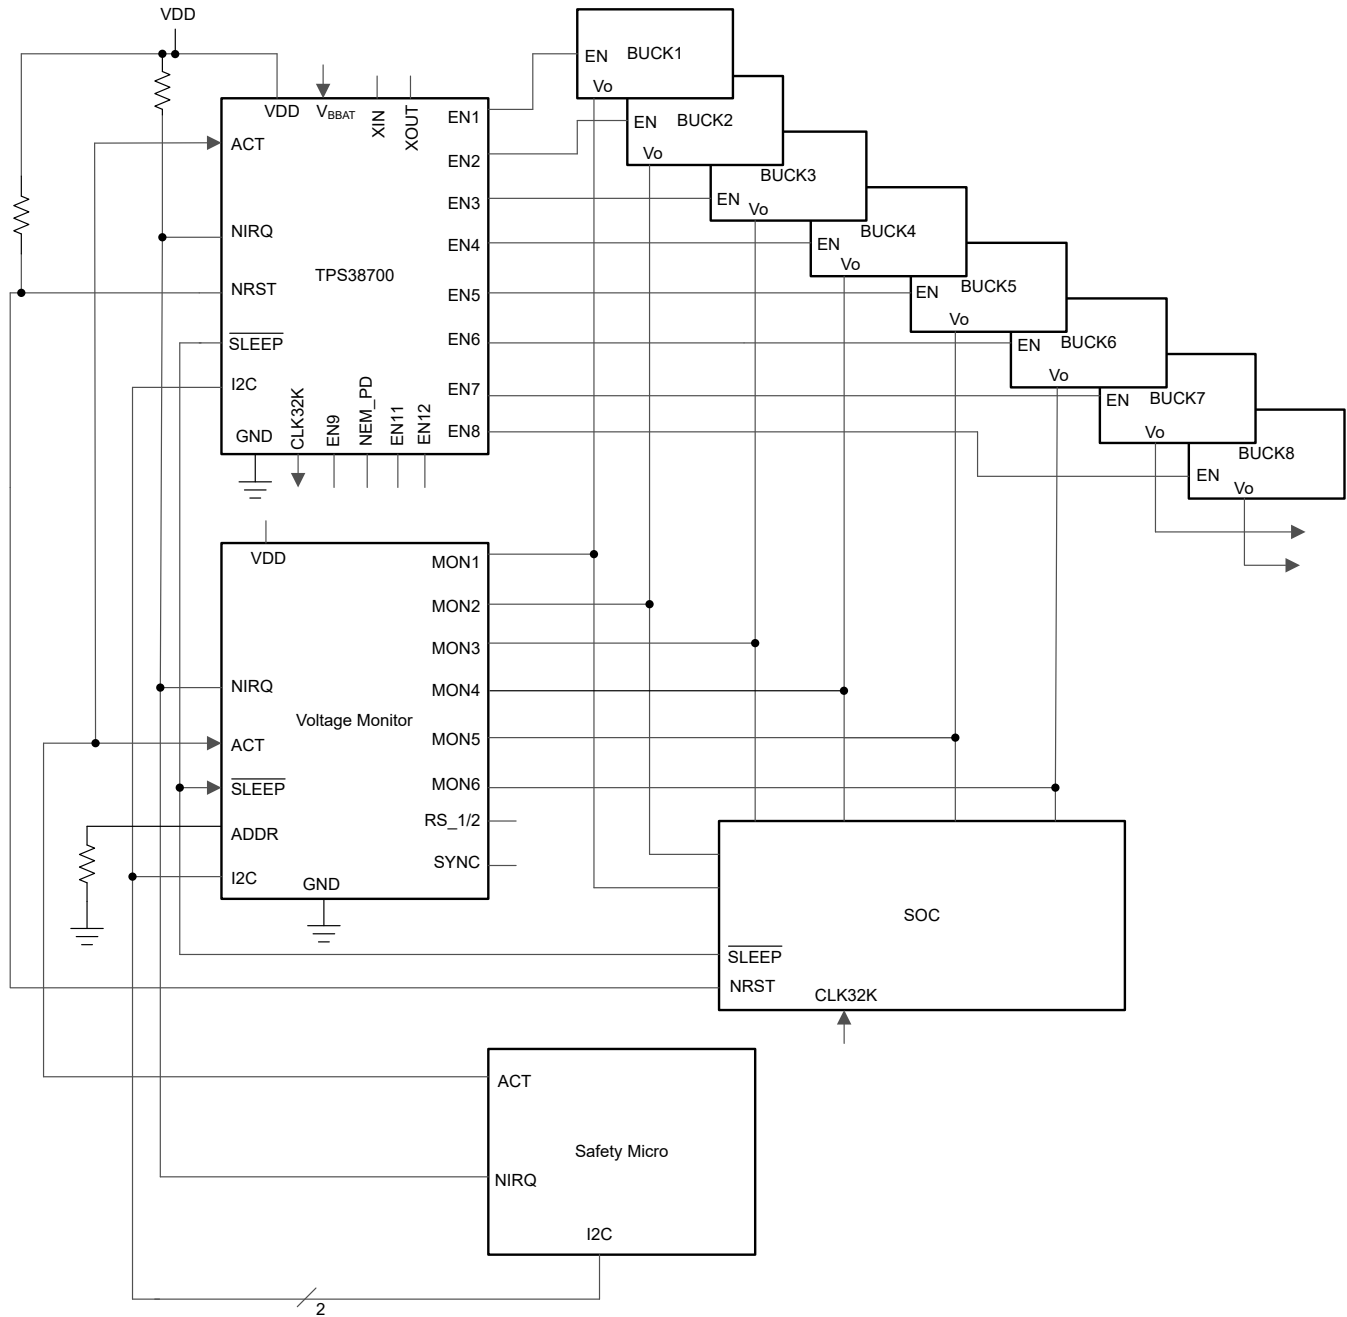 VDD
VDD
VBBAT
XIN
XOUT
ACT
NIRQ
NRST
SLEEP
I2C
GND
TPS38700
EN1
EN2
EN3
EN4
EN5
EN6
EN7
EN8
CLK32K
EN9
NEM_PD
EN11
EN12
EN
BUCK1
Vo
EN
BUCK2
Vo
EN
BUCK3
Vo
EN
BUCK4
Vo
EN
BUCK5
Vo
EN
BUCK6
Vo
EN
BUCK7
Vo
EN
BUCK8
Vo
VDD
NIRQ
ACT
SLEEP
ADDR
I2C
GND
Voltage Monitor
MON1
MON2
MON3
MON4
MON5
MON6
RS_1/2
SYNC
SOC
SLEEP
NRST
CLK32K
ACT
Safety Micro
NIRQ
I2C
2